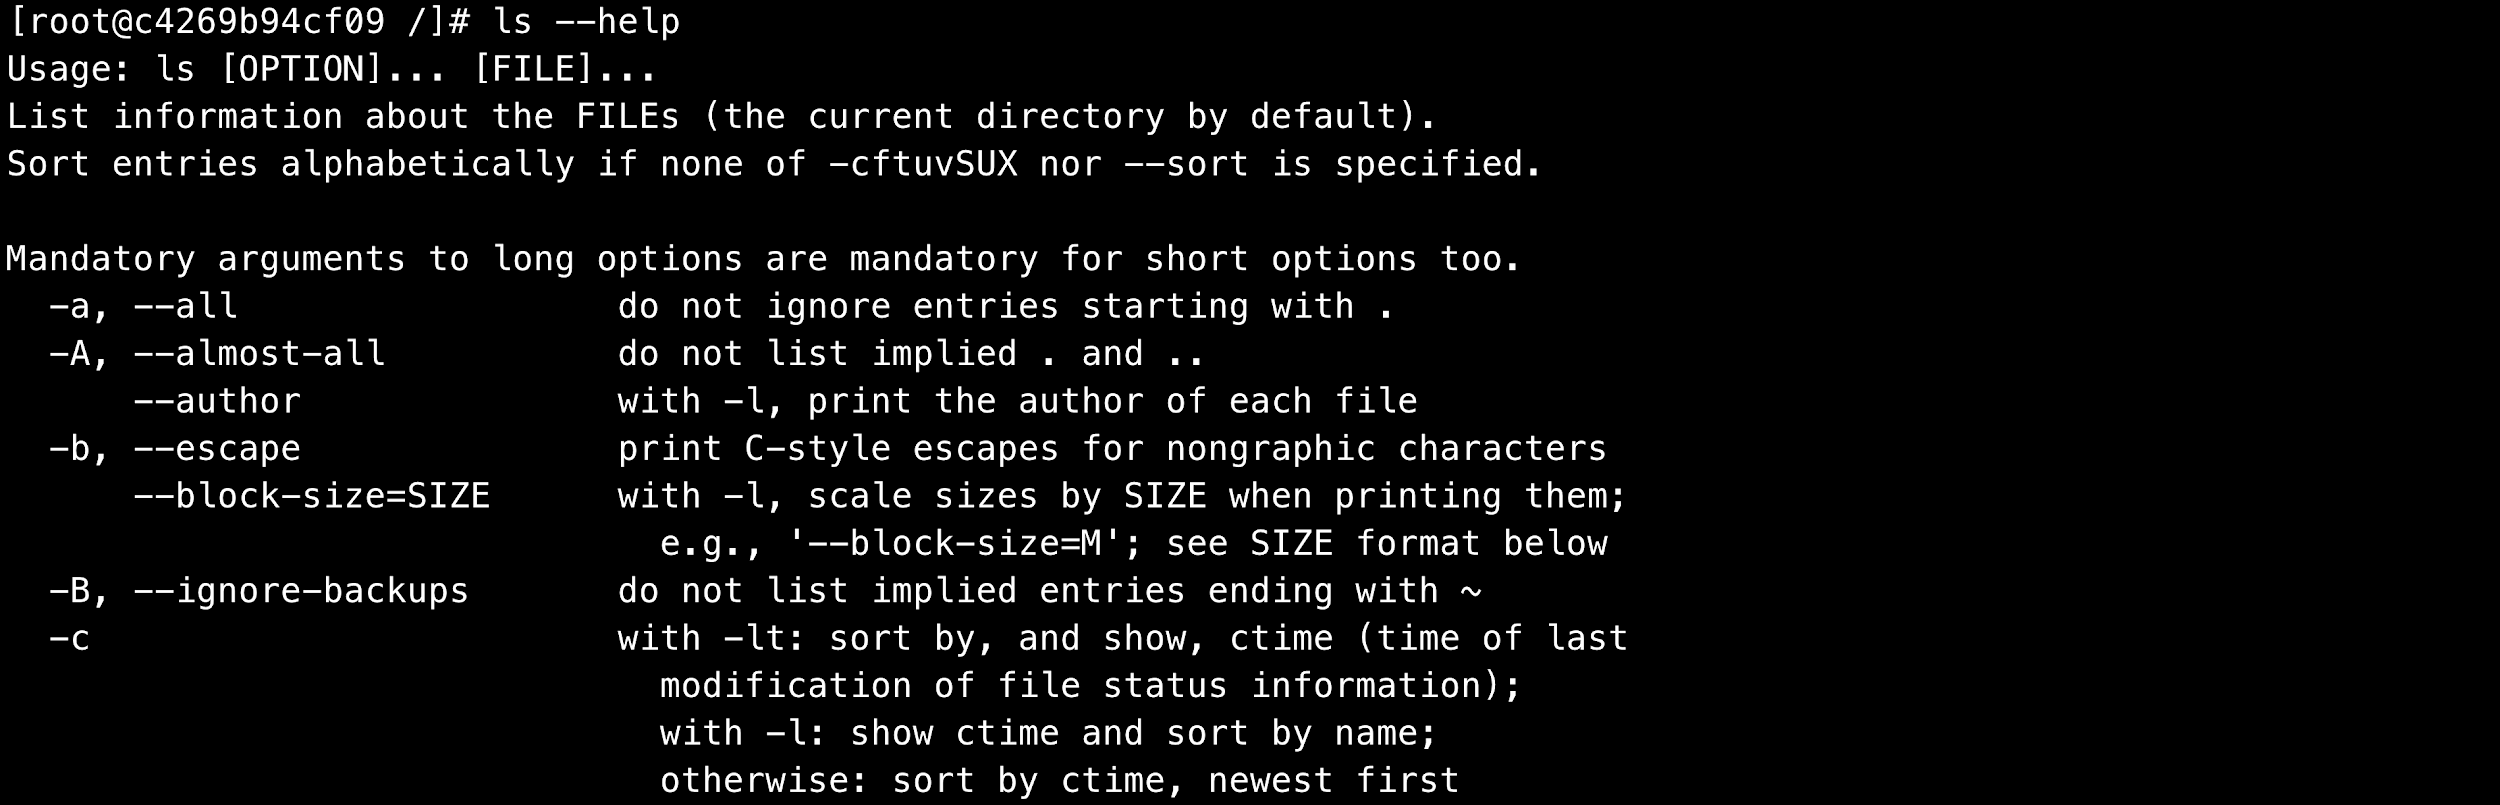 [root@c4269b94cf09 /]# ls --help
Usage: ls [OPTION]... [FILE]...
List information about the FILEs (the current directory by default).
Sort entries alphabetically if none of -cftuvSUX nor --sort is specified.

Mandatory arguments to long options are mandatory for short options too.
  -a, --all                  do not ignore entries starting with .
  -A, --almost-all           do not list implied . and ..
      --author               with -l, print the author of each file
  -b, --escape               print C-style escapes for nongraphic characters
      --block-size=SIZE      with -l, scale sizes by SIZE when printing them;
                               e.g., '--block-size=M'; see SIZE format below
  -B, --ignore-backups       do not list implied entries ending with ~
  -c                         with -lt: sort by, and show, ctime (time of last
                               modification of file status information);
                               with -l: show ctime and sort by name;
                               otherwise: sort by ctime, newest first